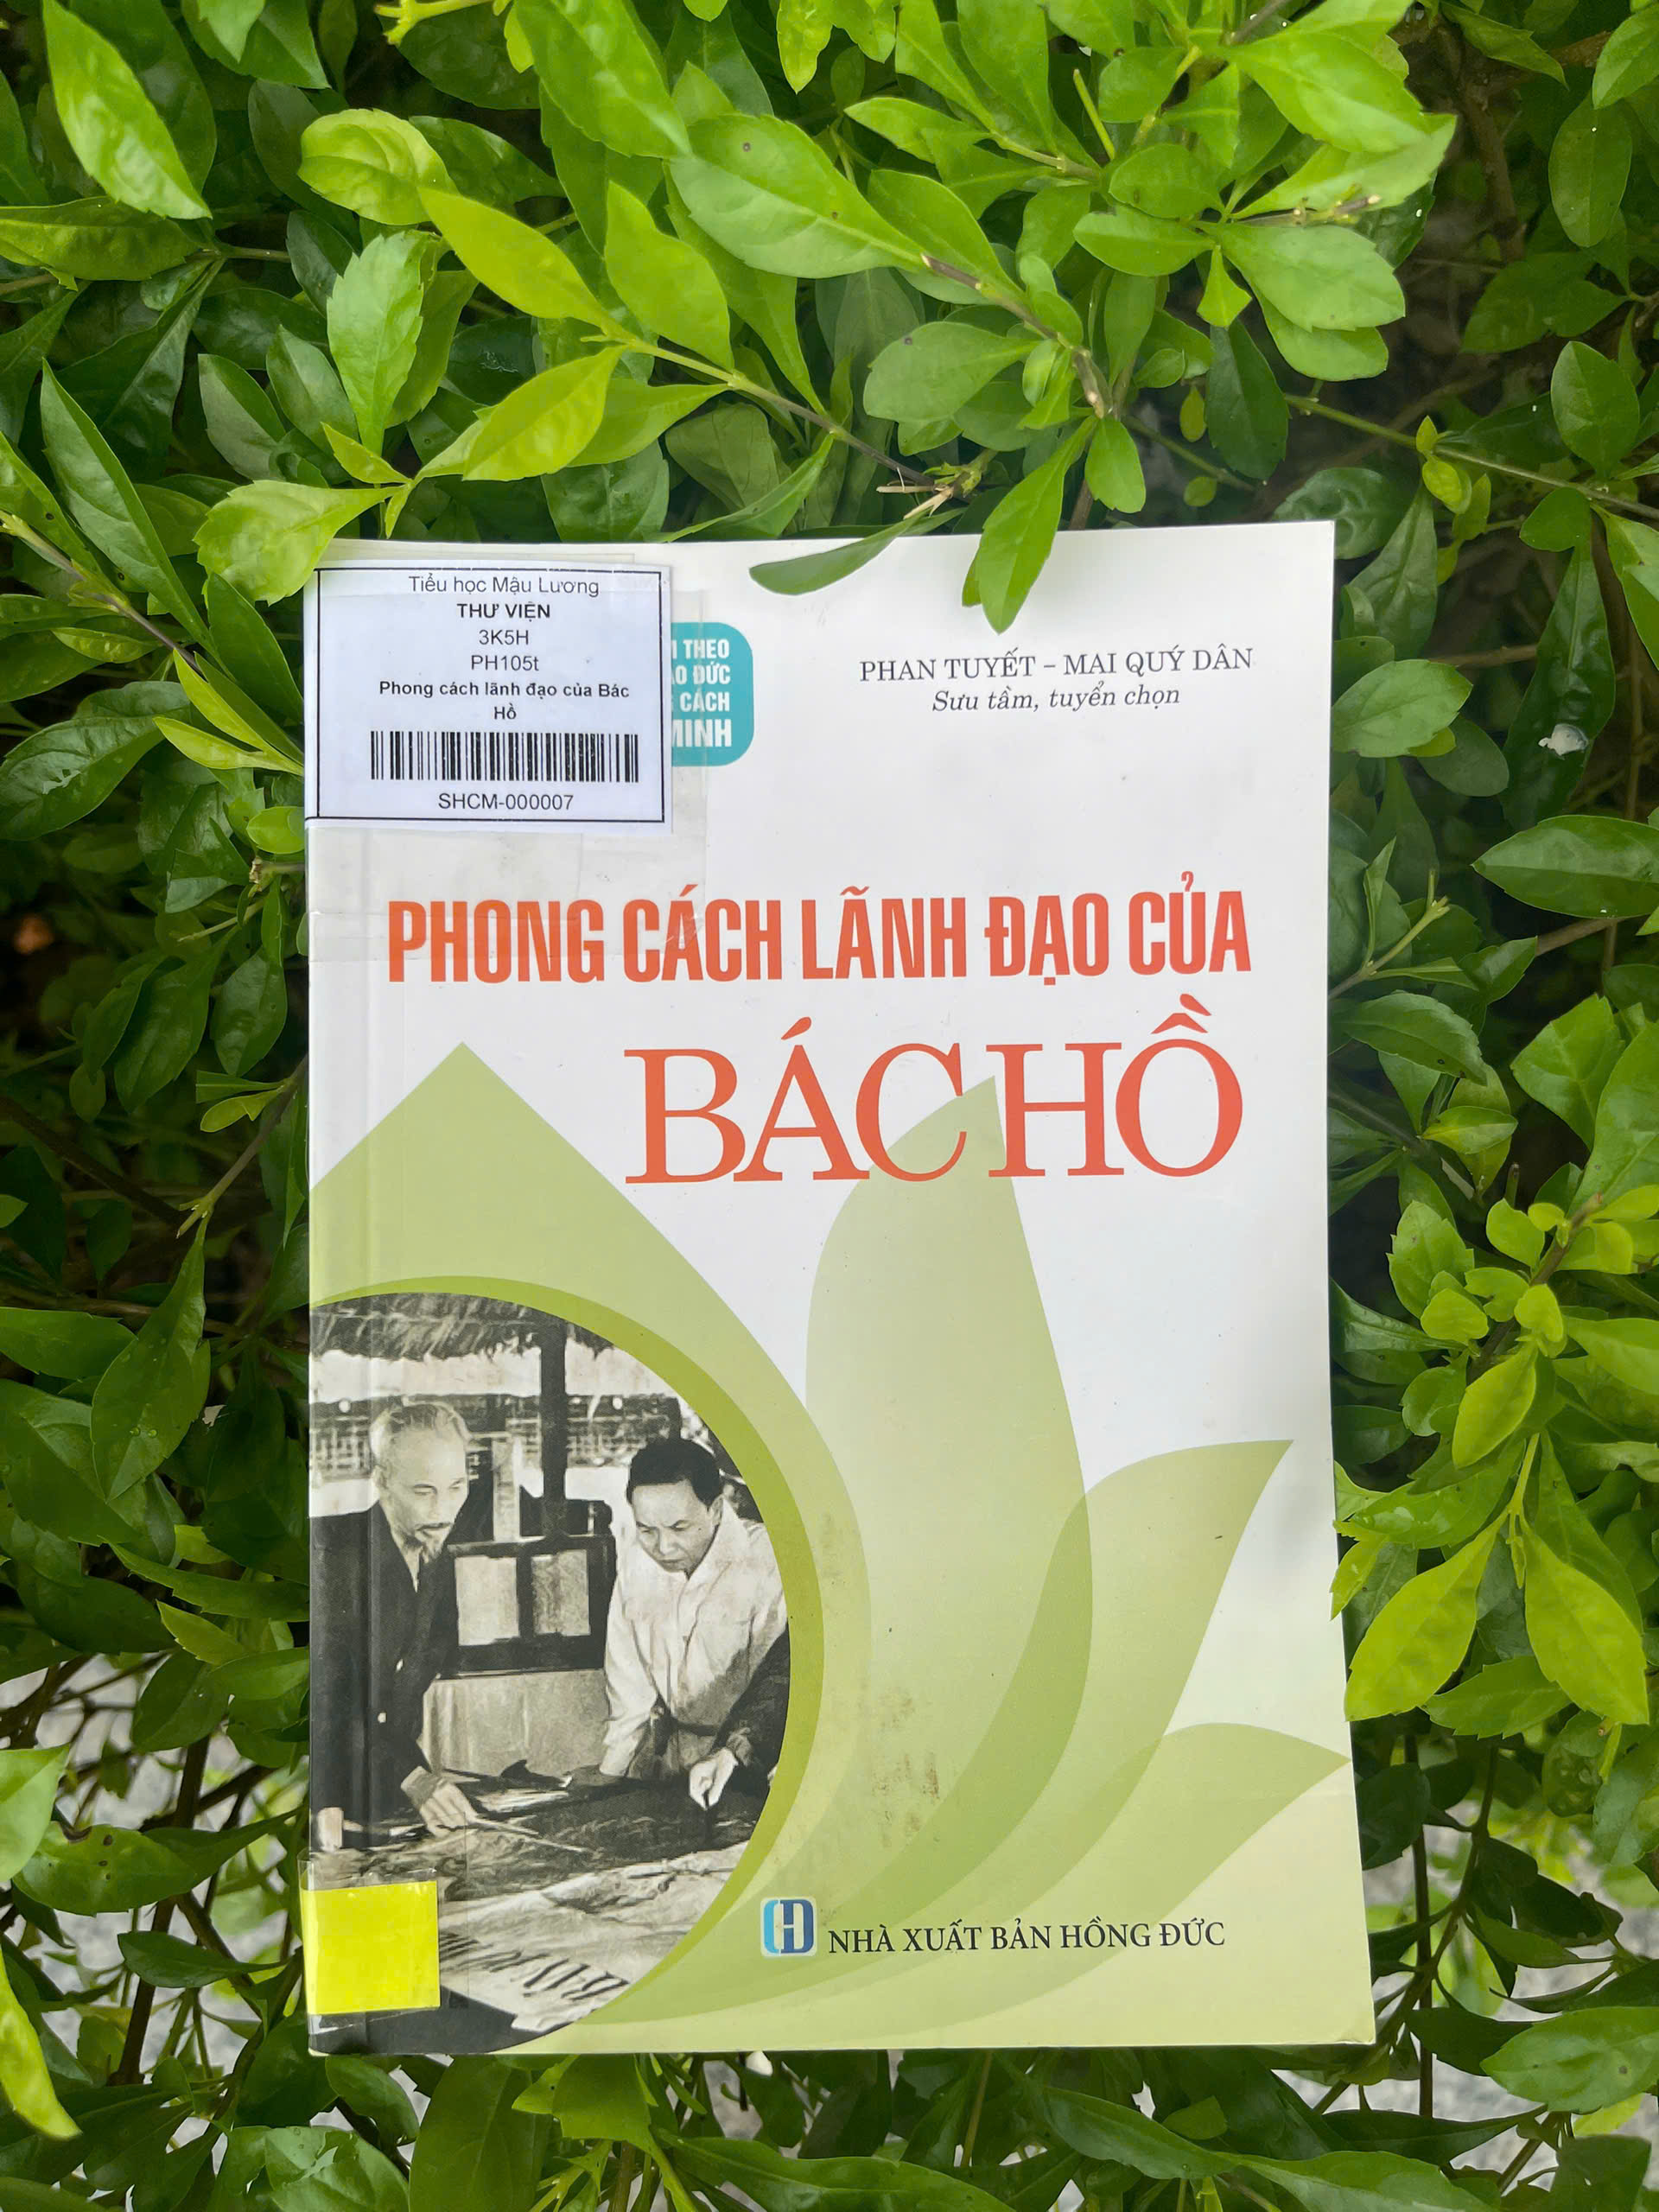 Tiểu học Mậu Lương
THƯ VIỆN
3K5H
PH105t
Phong cách lãnh đạo của Bác
Hồ
SHCM-000007
THEO
ĐỨC
CÁCH
MINH
PHAN TUYẾT – MAI QUÝ DÂN
Sưu tầm, tuyển chọn
PHONG CÁCH LÃNH ĐẠO CỦA
BÁC HỒ
NHÀ XUẤT BẢN HỒNG ĐỨC